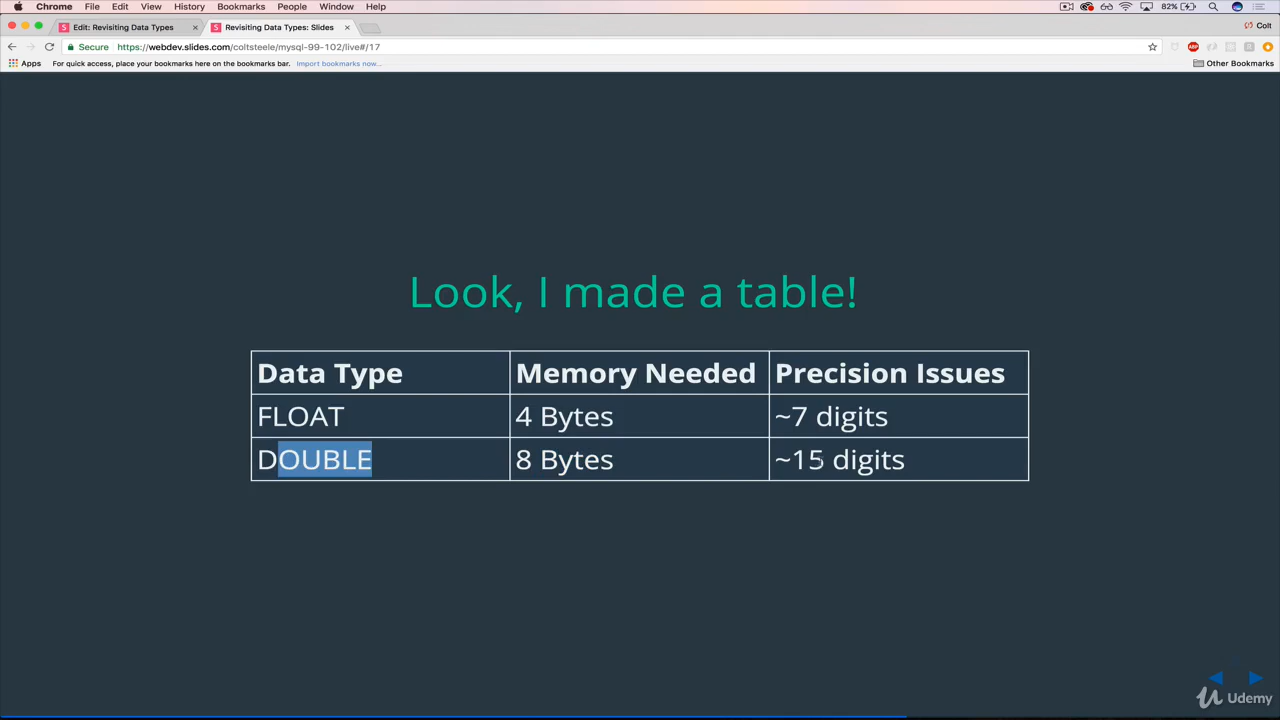 Chrome File Edit View History Bookmarks People Window Help 82%
Edit: Revisiting Data Types Revisiting Data Types: Slides Colt
Secure https://webdev.slides.com/coltsteele/mysql-99-102/live#/17 ABP
Apps For quick access, place your bookmarks here on the bookmarks bar. Import bookmarks now... Other Bookmarks
Look, I made a table!
Data Type Memory Needed Precision Issues
FLOAT 4 Bytes ~7 digits
DOUBLE 8 Bytes ~15 digits
Udemy